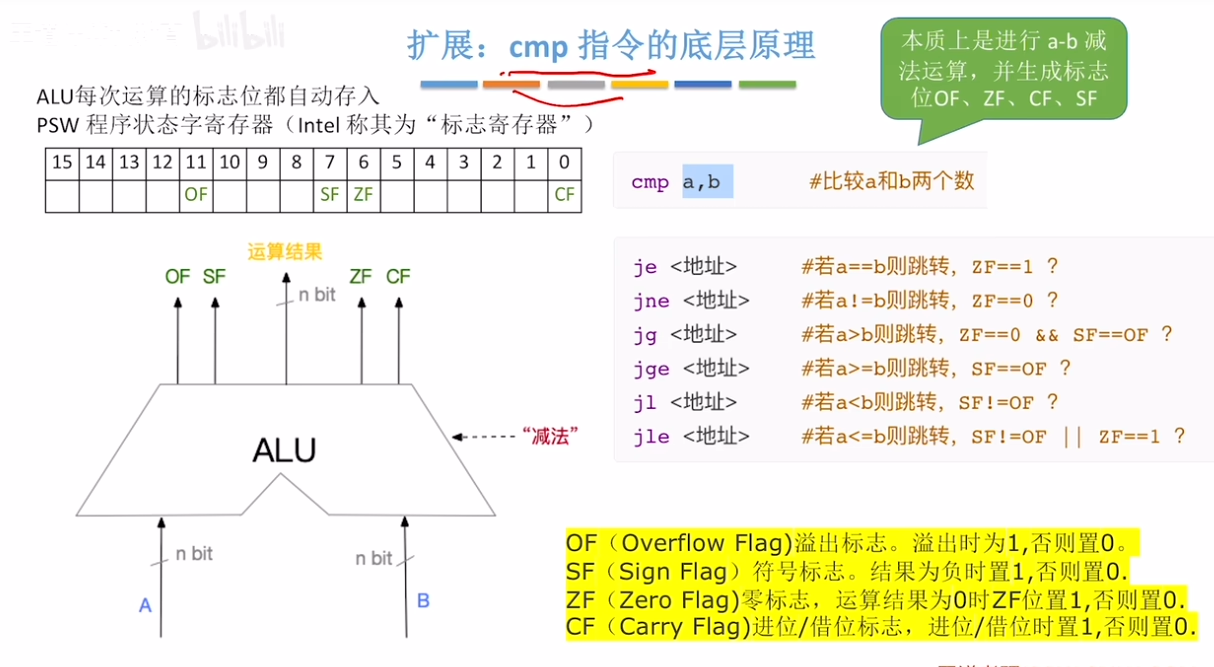 bilibili
扩展：cmp 指令的底层原理
本质上是进行 a-b 减
法运算，并生成标志
位OF、ZF、CF、SF
ALU每次运算的标志位都自动存入
PSW 程序状态字寄存器（Intel 称其为“标志寄存器”）
15 14 13 12 11 10 9 8 7 6 5 4 3 2 1 0
OF SF ZF CF
cmp a,b #比较a和b两个数
je <地址> #若a==b则跳转，ZF==1 ？
jne <地址> #若a!=b则跳转，ZF==0 ？
jg <地址> #若a>b则跳转，ZF==0 && SF==OF ？
jge <地址> #若a>=b则跳转，SF==OF ？
jl <地址> #若a<b则跳转，SF!=OF ？
jle <地址> #若a<=b则跳转，SF!=OF || ZF==1 ？
运算结果
OF SF ZF CF
n bit
ALU
“减法”
n bit n bit
A B
OF（Overflow Flag)溢出标志。溢出时为1,否则置0。
SF（Sign Flag）符号标志。结果为负时置1,否则置0.
ZF（Zero Flag)零标志，运算结果为0时ZF位置1,否则置0.
CF（Carry Flag)进位/借位标志，进位/借位时置1,否则置0.